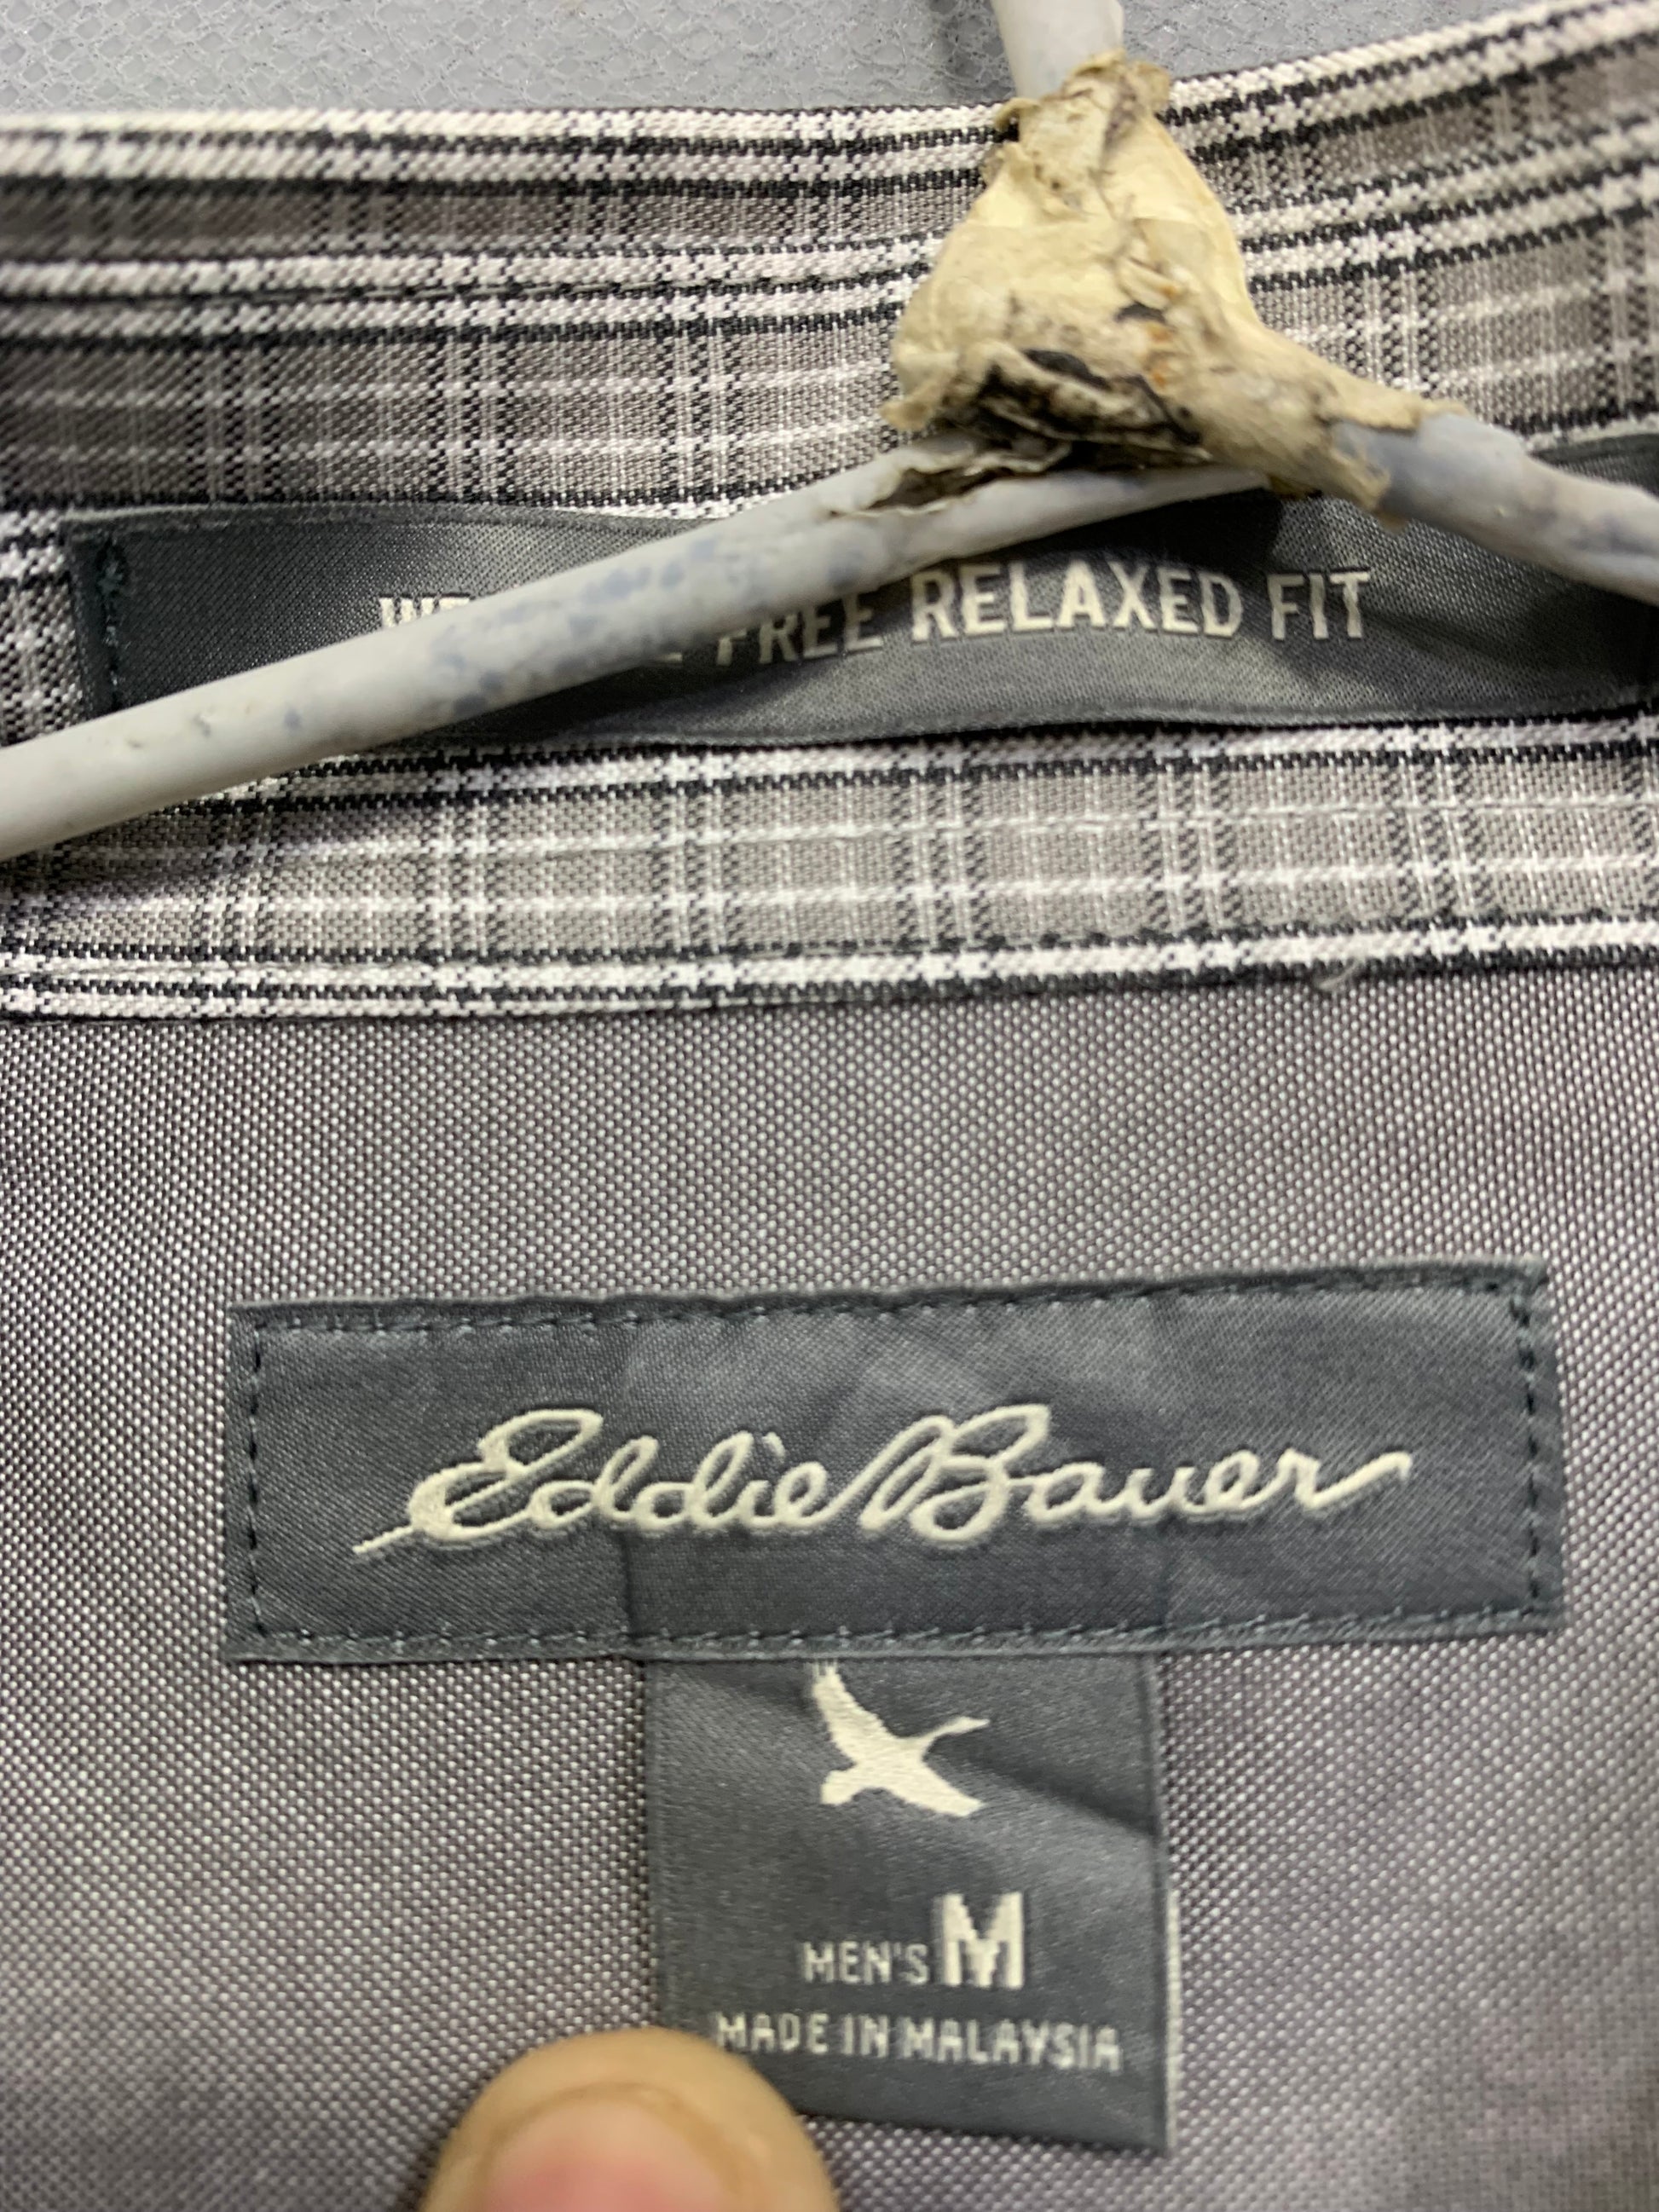 FREE RELAXED FIT
Eddie Bauer
MEN'S M
MADE IN MALAYSIA